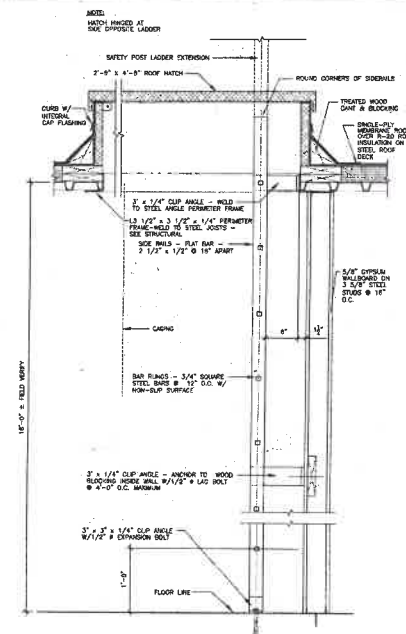 NOTE:
HATCH HINGED AT
SIDE OPPOSITE LADDER
SAFETY POST LADDER EXTENSION
2'-6" X 4'-6" ROOF HATCH
ROUND CORNERS OF SIDERAILS
CURB W/
INTEGRAL
CAP FLASHING
TREATED WOOD
CANT & BLOCKING
SINGLE-PLY
MEMBRANE ROO
OVER R-20 RO
INSULATION ON
STEEL ROOF
DECK
3" x 1/4" CLIP ANGLE - WELD
TO STEEL ANGLE PERIMETER FRAME
L3 1/2" x 3 1/2" x 1/4" PERIMETER
FRAME-WELD TO STEEL JOISTS -
SEE STRUCTURAL
SIDE RAILS - FLAT BAR -
2 1/2" x 1/2" @ 16" APART
5/8" GYPSUM
WALLBOARD ON
3 5/8" STEEL
STUDS @ 16"
O.C.
CAGING
6"
BAR RUNGS - 3/4" SQUARE
STEEL BARS @ 12" O.C. W/
NON-SLIP SURFACE
16'-0" ± FIELD VERIFY
3" x 1/4" CLIP ANGLE - ANCHOR TO WOOD
BLOCKING INSIDE WALL W/1/2" ø LAG BOLT
@ 4'-0" O.C. MAXIMUM
3" x 3" x 1/4" CLIP ANGLE
W/1/2" ø EXPANSION BOLT
1'-0"
FLOOR LINE